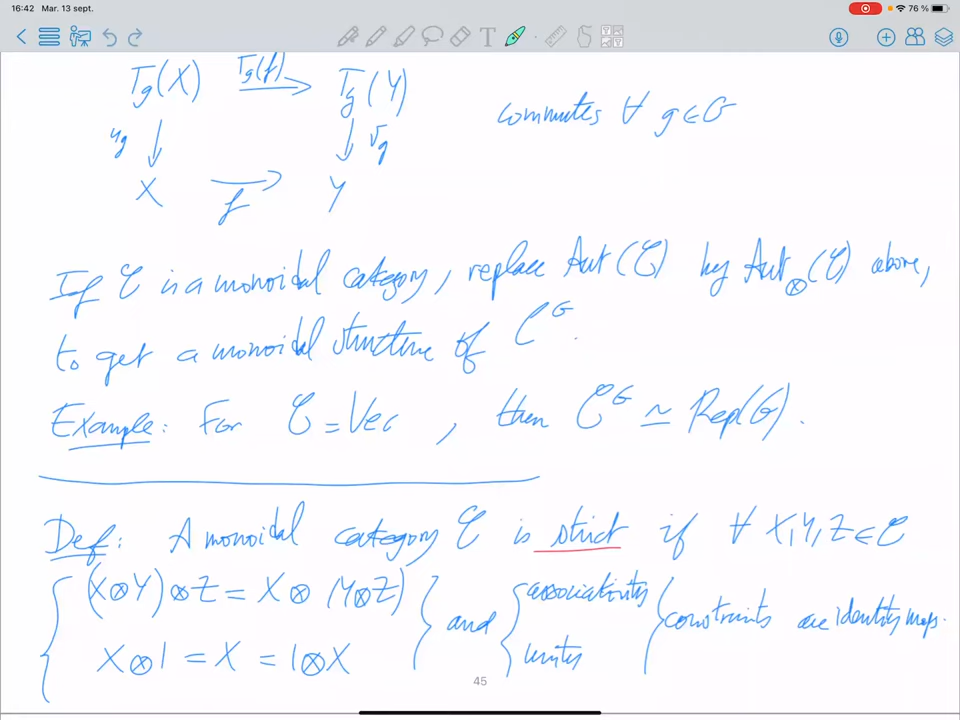 16:42 Mar. 13 sept. 76 %
T_g(X) T_g(f) T_g(Y)
commutes ∀ g∈G
u_g v_g
X f Y
If 𝒞 is a monoidal category, replace Aut(𝒞) by Aut_⊗(𝒞) above,
to get a monoidal structure of 𝒞^G.
Example: For 𝒞 = Vec, then 𝒞^G ≃ Rep(G).
Def: A monoidal category 𝒞 is strict if ∀ X,Y,Z∈𝒞
{ (X⊗Y)⊗Z = X⊗(Y⊗Z) } and { associativity } constraints are identity maps.
X⊗1 = X = 1⊗X units
45